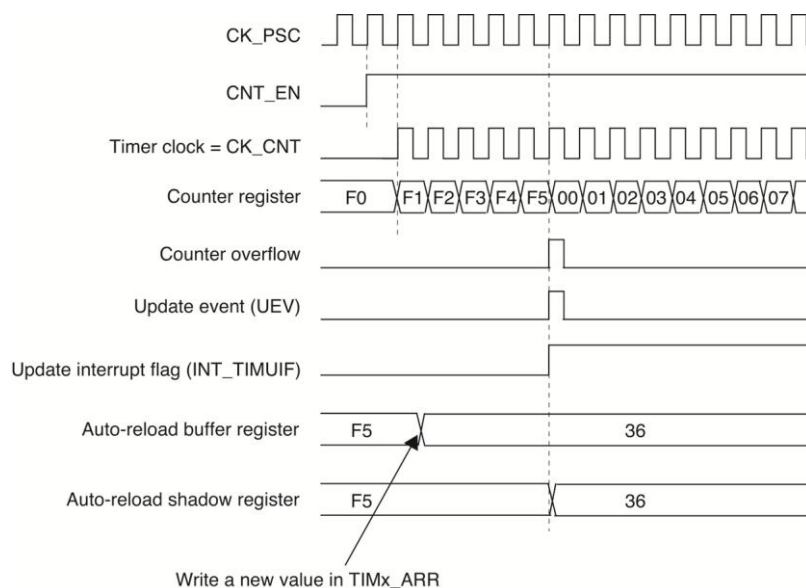 CK_PSC
CNT_EN
Timer clock = CK_CNT
Counter register F0 F1 F2 F3 F4 F5 00 01 02 03 04 05 06 07
Counter overflow
Update event (UEV)
Update interrupt flag (INT_TIMUIF)
Auto-reload buffer register F5 36
Auto-reload shadow register F5 36
Write a new value in TIMx_ARR